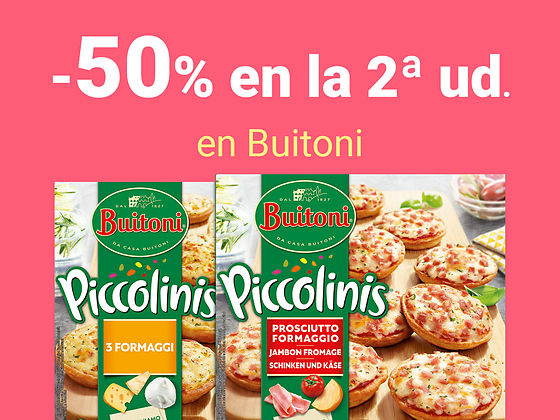 -50% en la 2ª ud.
en Buitoni
DAL 1827
Buitoni
DA CASA BUITONI
Piccolinis
3 FORMAGGI
DAL 1827
Buitoni
DA CASA BUITONI
Piccolinis
PROSCIUTTO
FORMAGGIO
JAMBON FROMAGE
SCHINKEN UND KÄSE